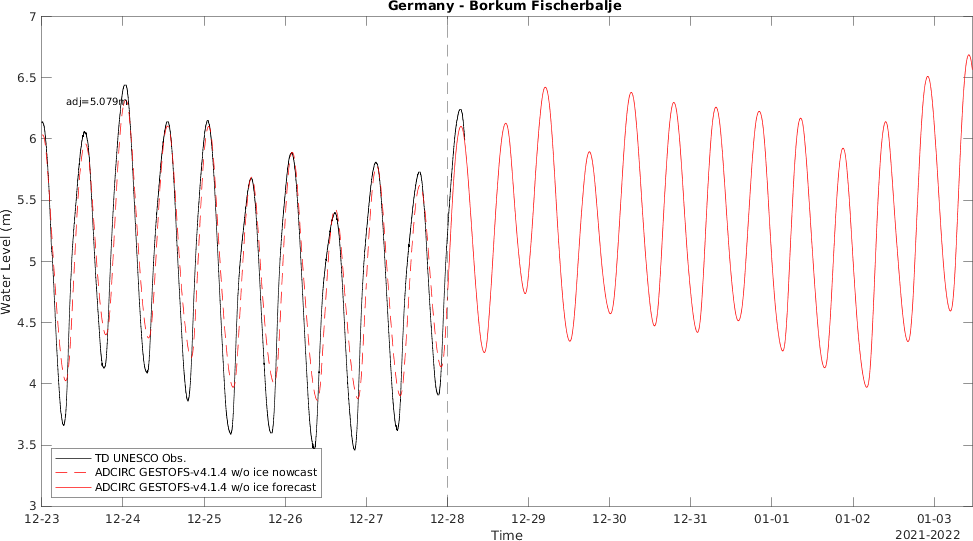 Germany - Borkum Fischerbalje
7
6.5
6
5.5
5
4.5
4
3.5
3
Water Level (m)
adj=5.079m
TD UNESCO Obs.
ADCIRC GESTOFS-v4.1.4 w/o ice nowcast
ADCIRC GESTOFS-v4.1.4 w/o ice forecast
12-23 12-24 12-25 12-26 12-27 12-28 12-29 12-30 12-31 01-01 01-02 01-03
Time
2021-2022